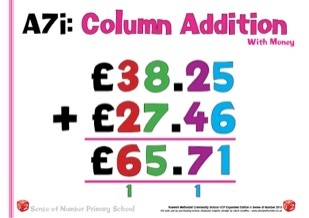 A7i: Column Addition
With Money
£38.25
+ £27.46
£65.71
1 1
Sense of Number Primary School